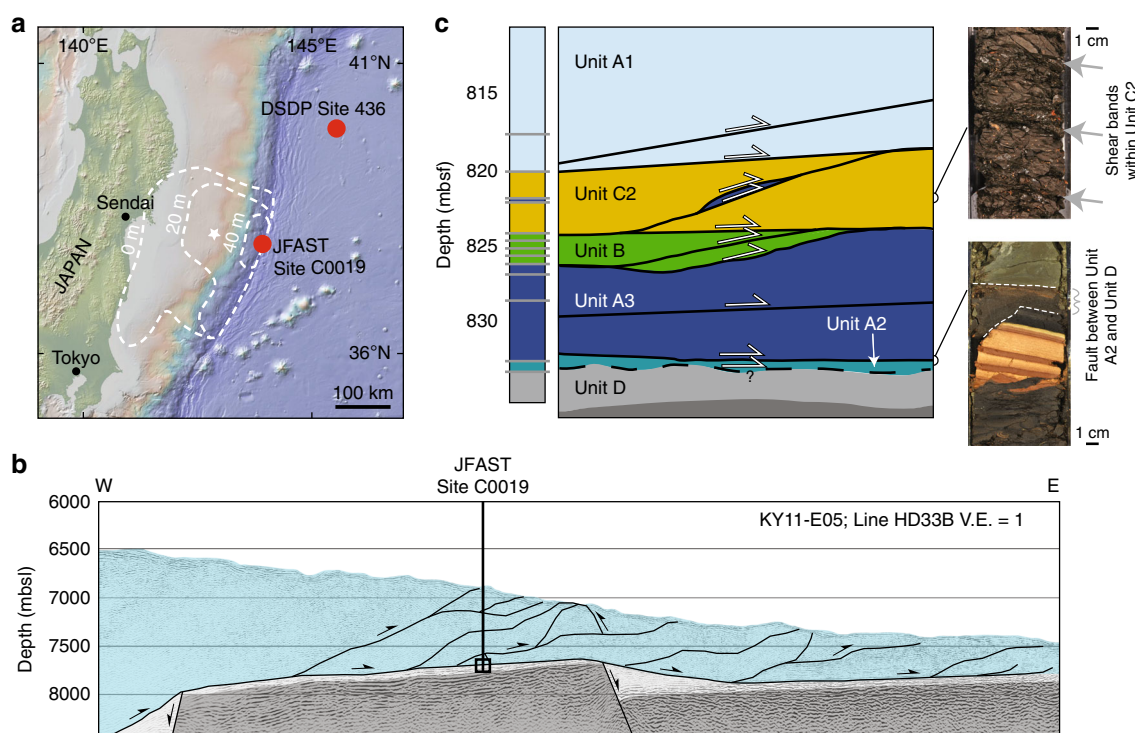 a
140°E
145°E
41°N
DSDP Site 436
Sendai
0 m
20 m
40 m
JFAST
Site C0019
JAPAN
Tokyo
36°N
100 km
c
Depth (mbsf)
815
820
825
830
Unit A1
Unit C2
Unit B
Unit A3
Unit A2
?
Unit D
1 cm
Shear bands
within Unit C2
Fault between Unit
A2 and Unit D
1 cm
b
JFAST
Site C0019
W
E
KY11-E05; Line HD33B V.E. = 1
Depth (mbsl)
6000
6500
7000
7500
8000